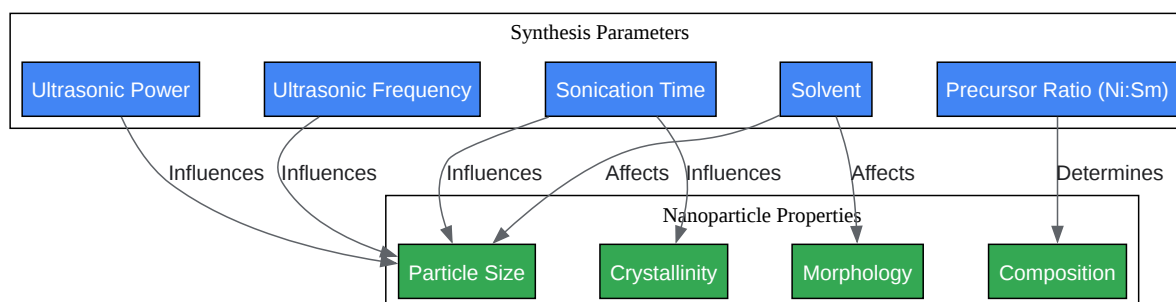 Synthesis Parameters
Ultrasonic Power
Ultrasonic Frequency
Sonication Time
Solvent
Precursor Ratio (Ni:Sm)
Influences
Influences
Influences
Affects
Influences
Affects
Determines
Nanoparticle Properties
Particle Size
Crystallinity
Morphology
Composition